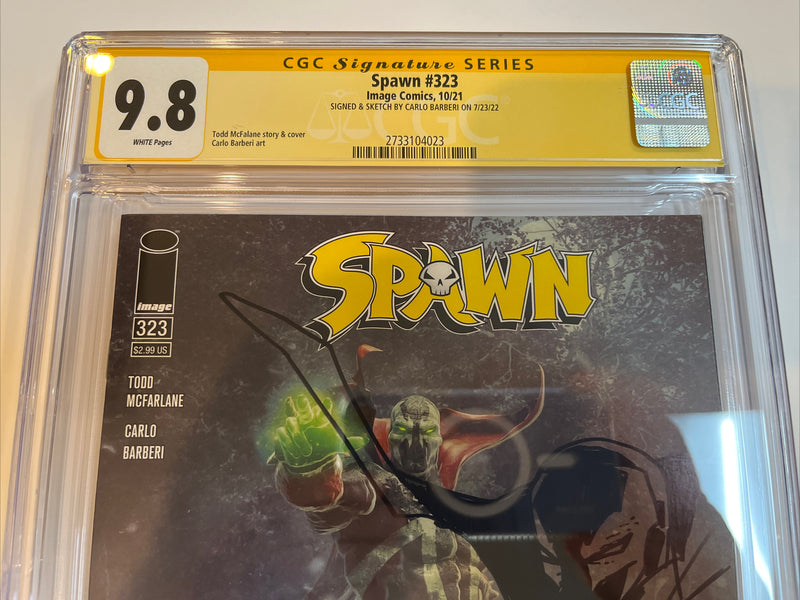 CGC Signature SERIES
9.8
WHITE Pages
Spawn #323
Image Comics, 10/21
SIGNED & SKETCH BY CARLO BARBERI ON 7/23/22
Todd McFalane story & cover
Carlo Barberi art
2733104023
CGC
CGC
SPAWN
image
323
$2.99 US
TODD
MCFARLANE
CARLO
BARBERI